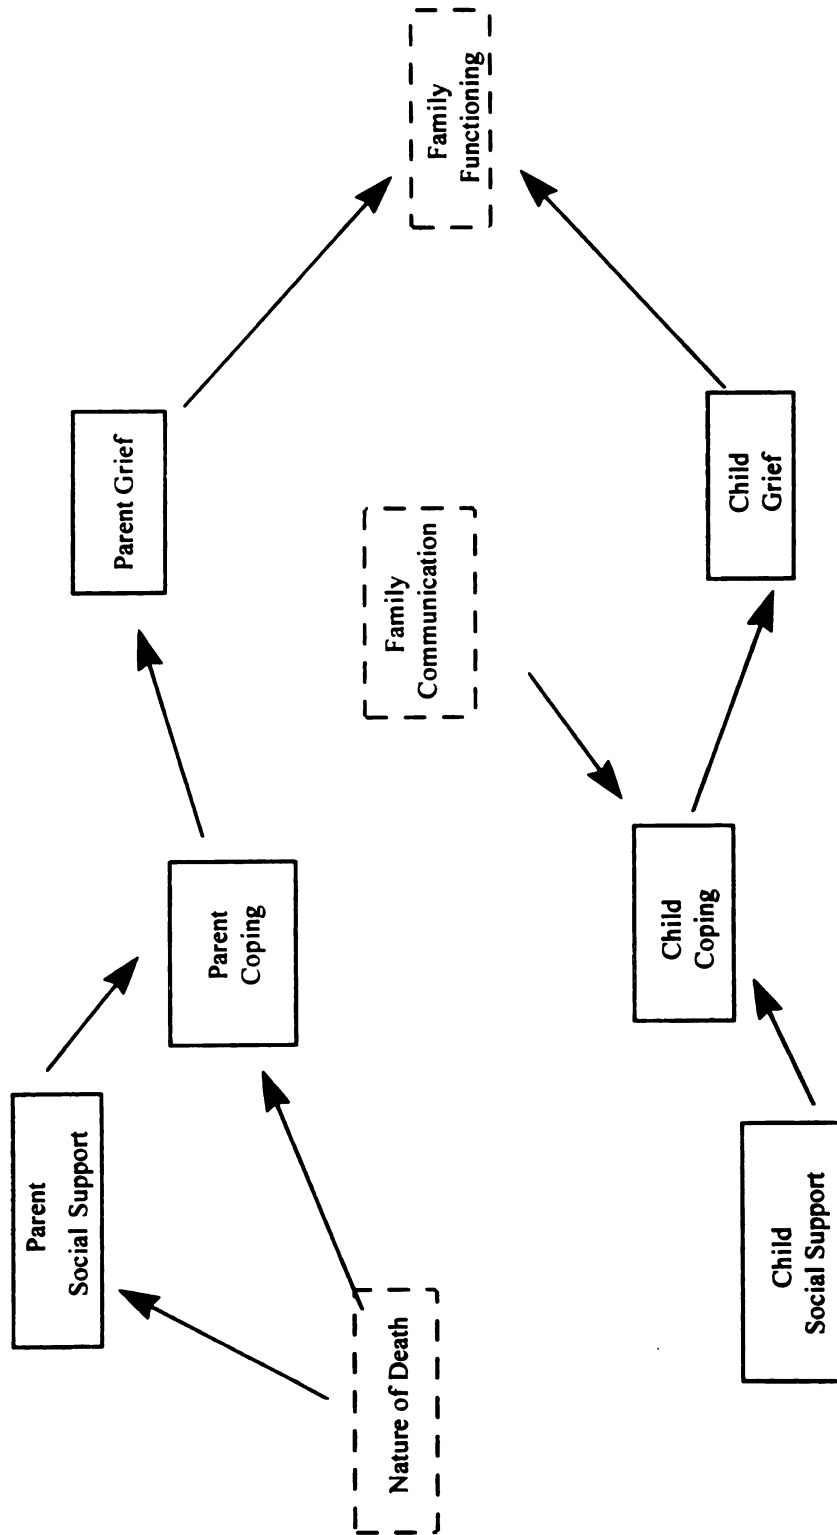 Parent
Social Support
Parent
Coping
Parent Grief
Nature of Death
Family
Communication
Family
Functioning
Child
Social Support
Child
Coping
Child
Grief